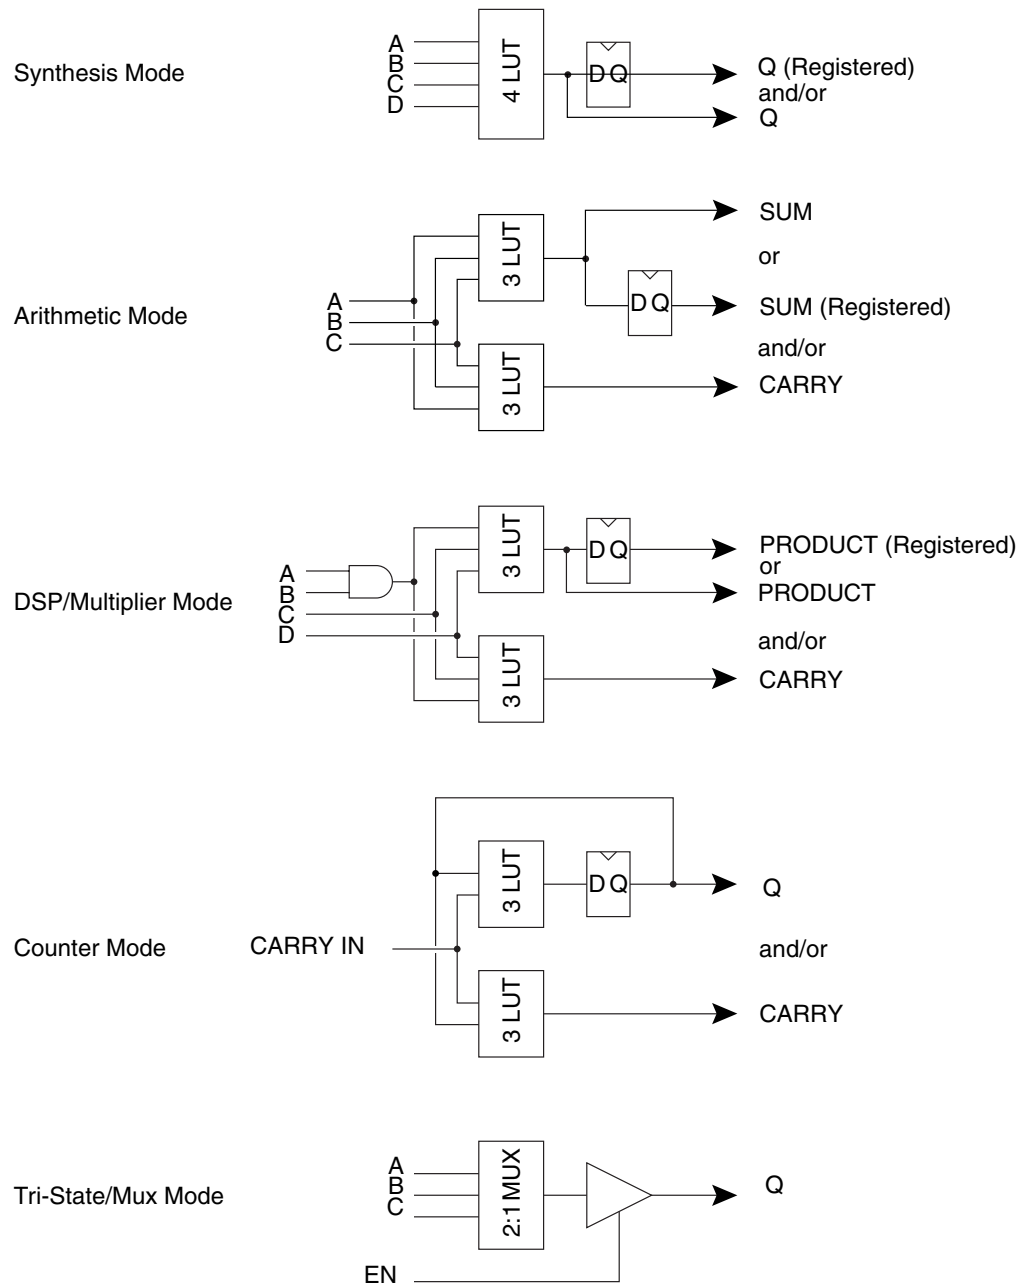 Synthesis Mode
A
B
C
D
4 LUT
D Q
Q (Registered)
and/or
Q
Arithmetic Mode
A
B
C
3 LUT
3 LUT
D Q
SUM
or
SUM (Registered)
and/or
CARRY
DSP/Multiplier Mode
A
B
C
D
3 LUT
3 LUT
D Q
PRODUCT (Registered)
or
PRODUCT
and/or
CARRY
Counter Mode
CARRY IN
3 LUT
3 LUT
D Q
Q
and/or
CARRY
Tri-State/Mux Mode
A
B
C
EN
2:1 MUX
Q